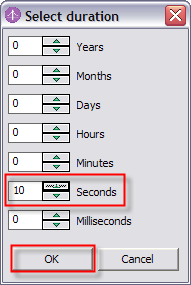 Select duration
0 Years
0 Months
0 Days
0 Hours
0 Minutes
10 Seconds
0 Milliseconds
OK Cancel